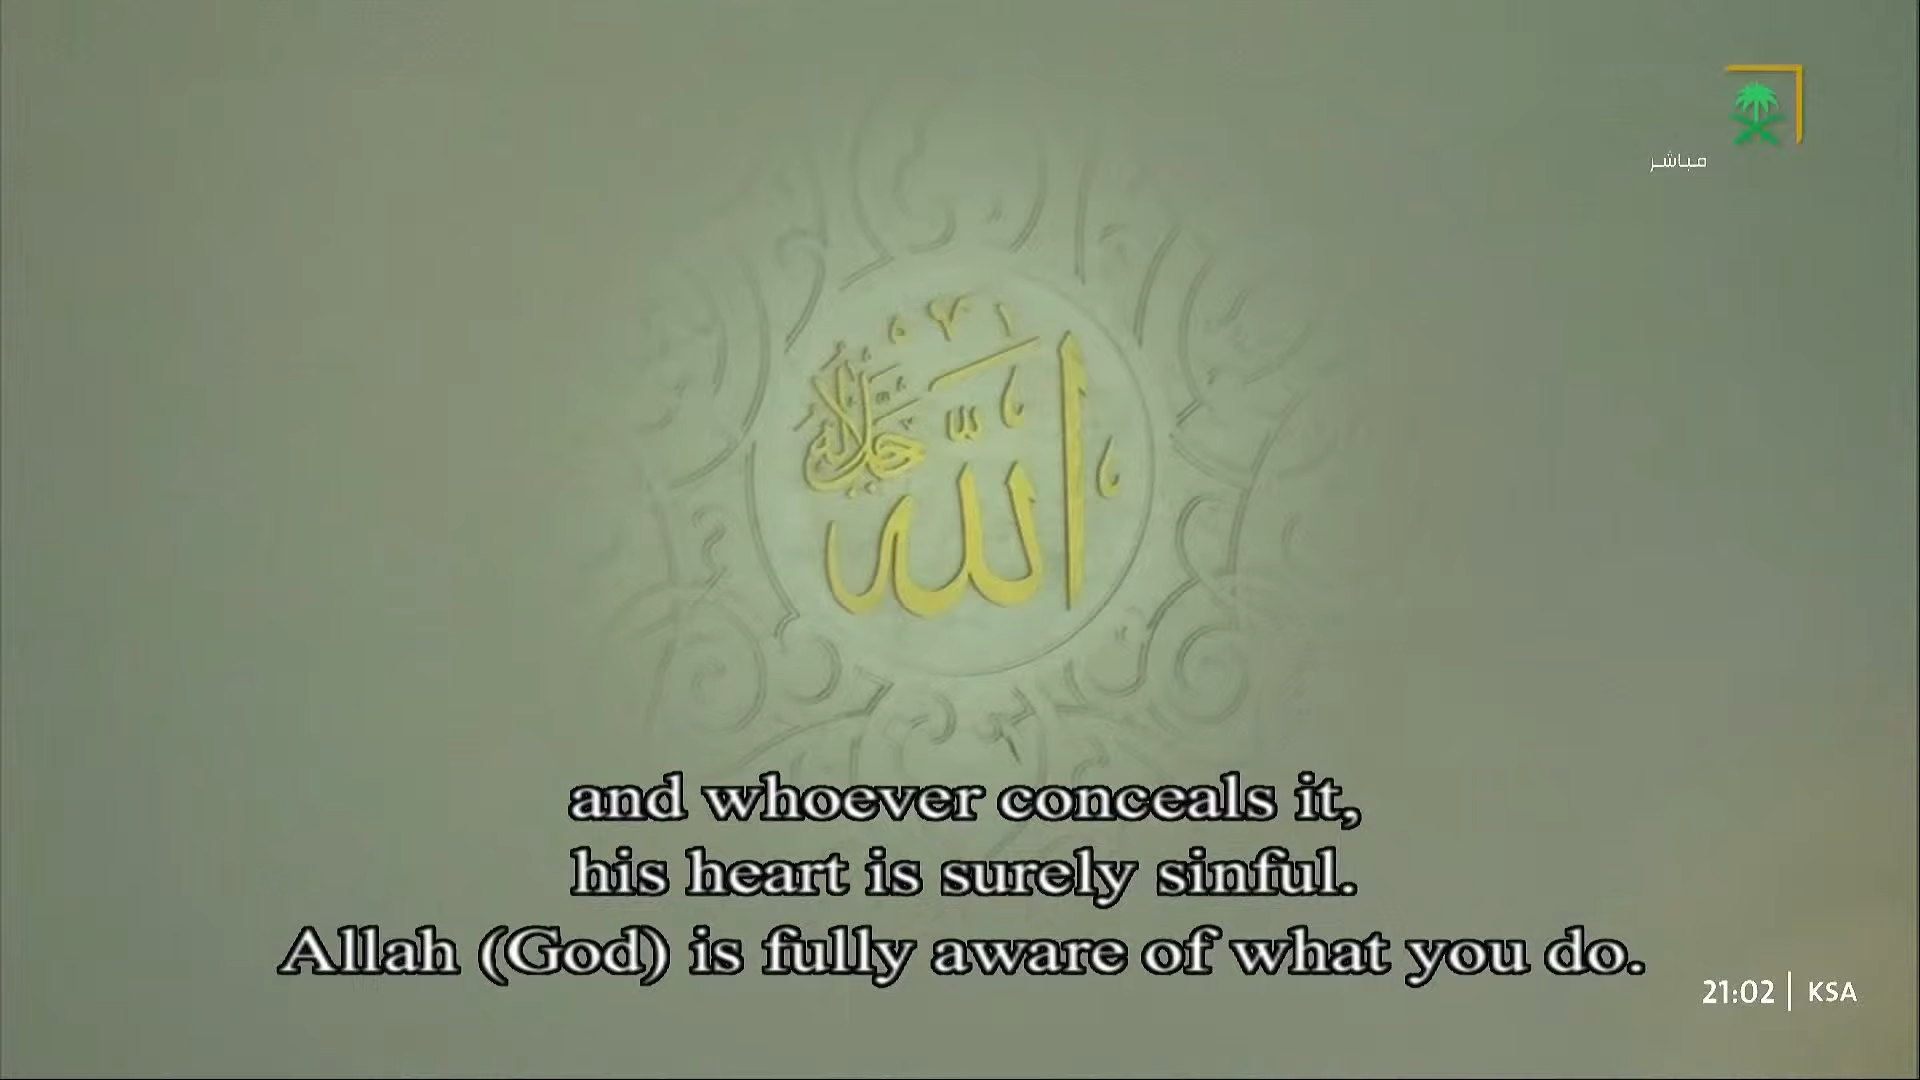 مباشر
الله
جل جلاله
and whoever conceals it,
his heart is surely sinful.
Allah (God) is fully aware of what you do.
21:02 | KSA